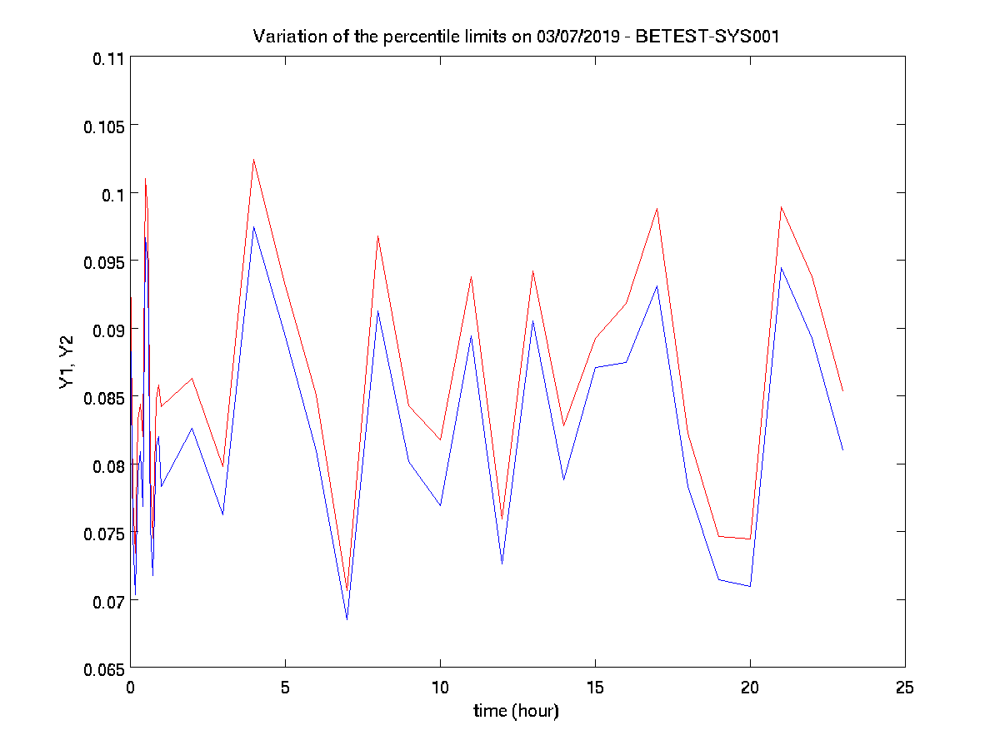 Variation of the percentile limits on 03/07/2019 - BETEST-SYS001
0.11
0.105
0.1
0.095
0.09
0.085
0.08
0.075
0.07
0.065
Y1, Y2
0 5 10 15 20 25
time (hour)